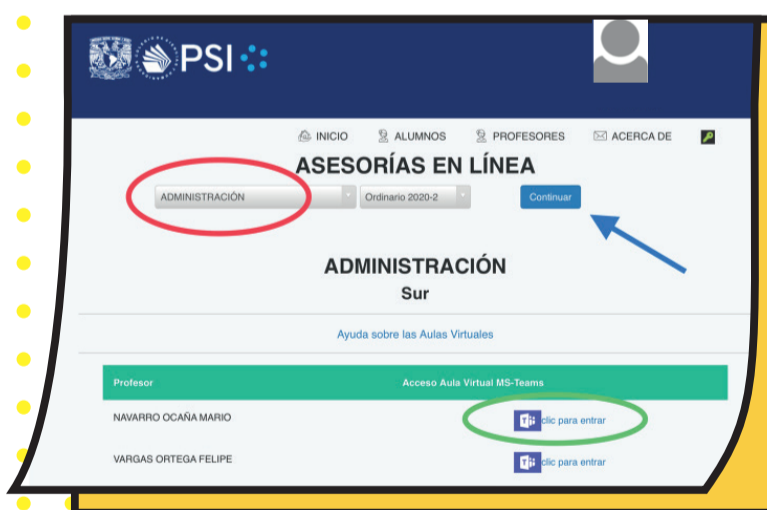 PSI
INICIO ALUMNOS PROFESORES ACERCA DE
ASESORÍAS EN LÍNEA
ADMINISTRACIÓN Ordinario 2020-2 Continuar
ADMINISTRACIÓN
Sur
Ayuda sobre las Aulas Virtuales
Profesor Acceso Aula Virtual MS-Teams
NAVARRO OCAÑA MARIO clic para entrar
VARGAS ORTEGA FELIPE clic para entrar